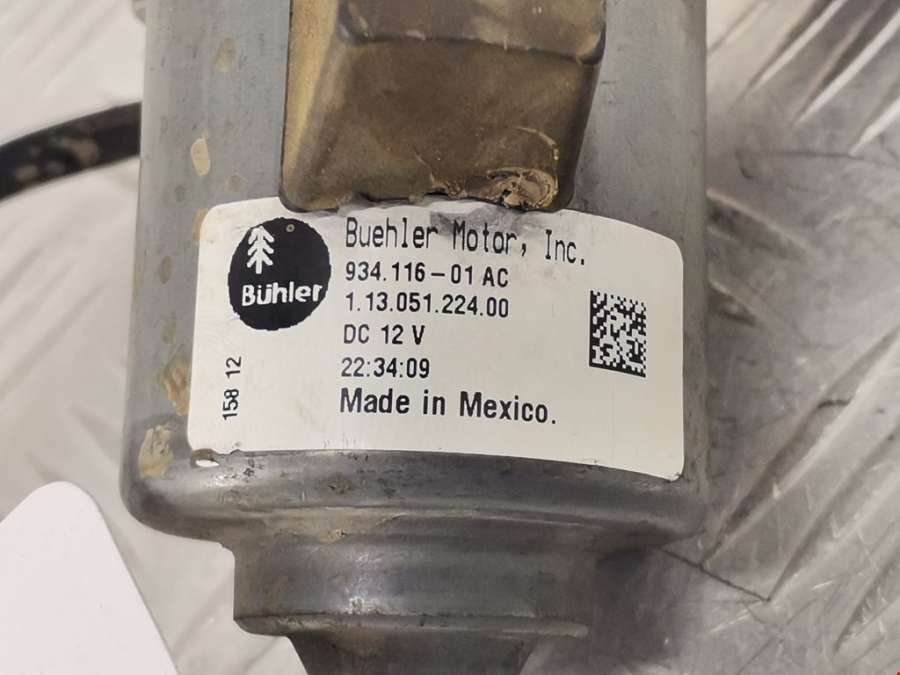 Bühler
Buehler Motor, Inc.
934.116-01 AC
1.13.051.224.00
DC 12 V
22:34:09
Made in Mexico.
158 12